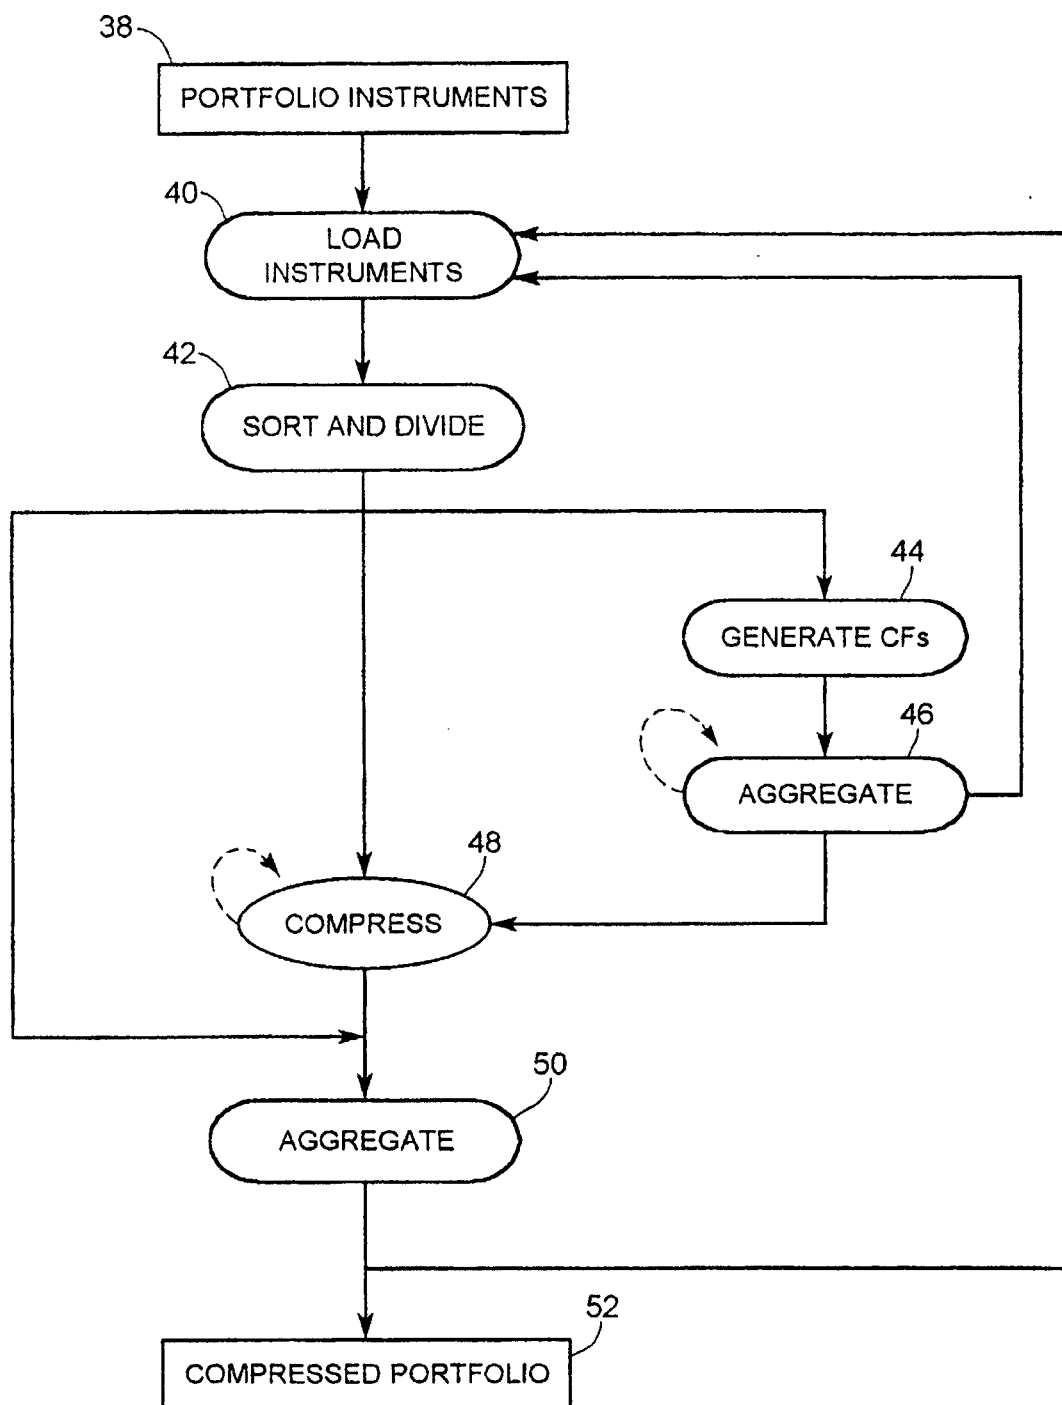 38
PORTFOLIO INSTRUMENTS
40
LOAD
INSTRUMENTS
42
SORT AND DIVIDE
44
GENERATE CFs
46
AGGREGATE
48
COMPRESS
50
AGGREGATE
52
COMPRESSED PORTFOLIO